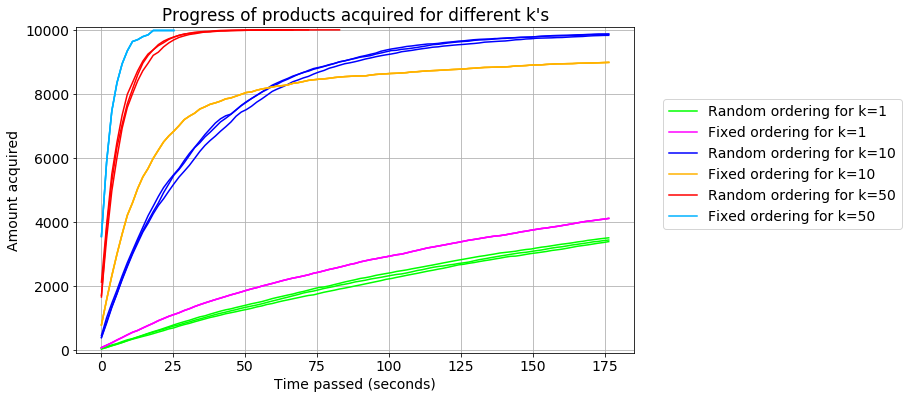 Progress of products acquired for different k's
10000
8000
6000
4000
2000
0
Amount acquired
0 25 50 75 100 125 150 175
Time passed (seconds)
Random ordering for k=1
Fixed ordering for k=1
Random ordering for k=10
Fixed ordering for k=10
Random ordering for k=50
Fixed ordering for k=50